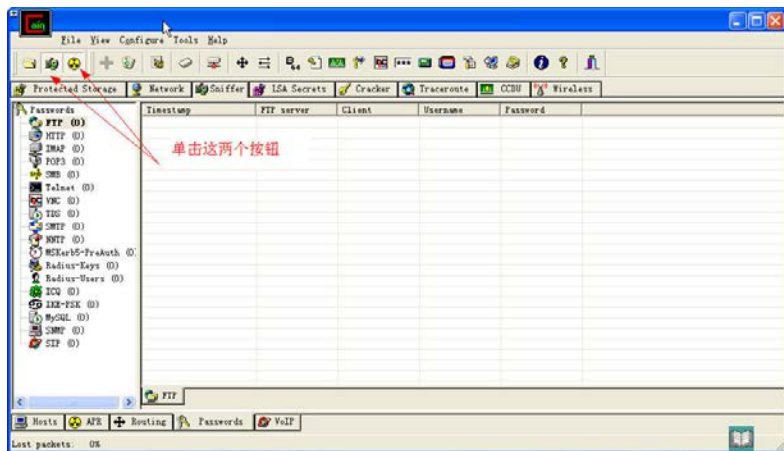 Cain
File View Configure Tools Help
B64
Protected Storage Network Sniffer LSA Secrets Cracker Traceroute CCDU Wireless
Passwords
FTP (0)
HTTP (0)
IMAP (0)
POP3 (0)
SMB (0)
Telnet (0)
VNC (0)
TDS (0)
SMTP (0)
NNTP (0)
MSKerb5-PreAuth (0)
Radius-Keys (0)
Radius-Users (0)
ICQ (0)
IKE-PSK (0)
MySQL (0)
SNMP (0)
SIP (0)
Timestamp FTP server Client Username Password
单击这两个按钮
FTP
Hosts APR Routing Passwords VoIP
Lost packets: 0%